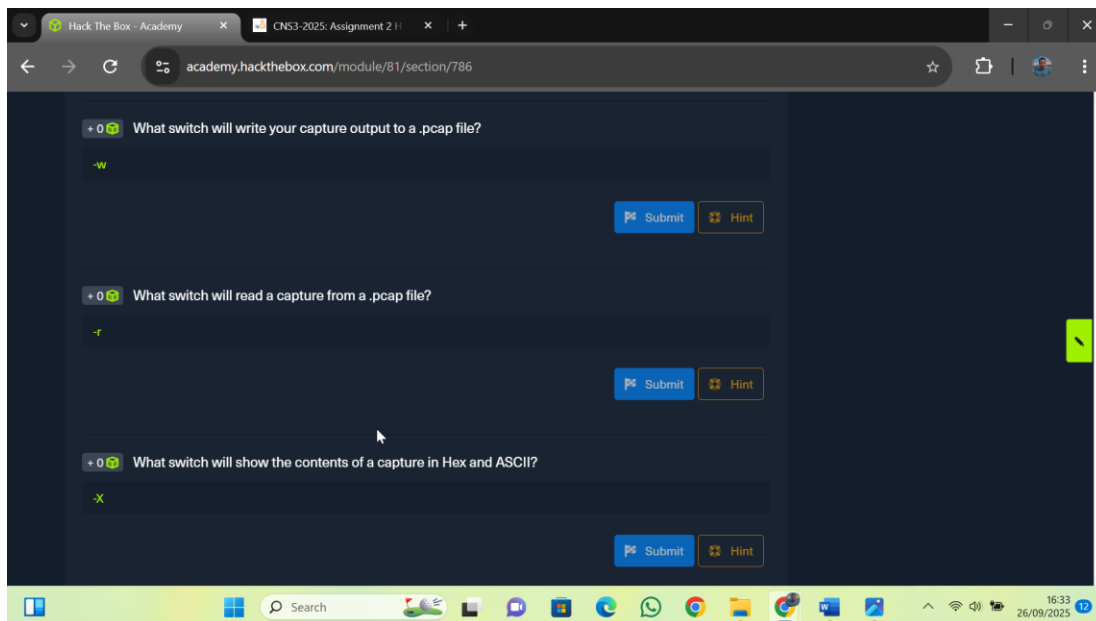 Hack The Box - Academy
CNS3-2025: Assignment 2 H
academy.hackthebox.com/module/81/section/786
+ 0 What switch will write your capture output to a .pcap file?
-w
Submit Hint
+ 0 What switch will read a capture from a .pcap file?
-r
Submit Hint
+ 0 What switch will show the contents of a capture in Hex and ASCII?
-X
Submit Hint
Search
16:33
26/09/2025
12